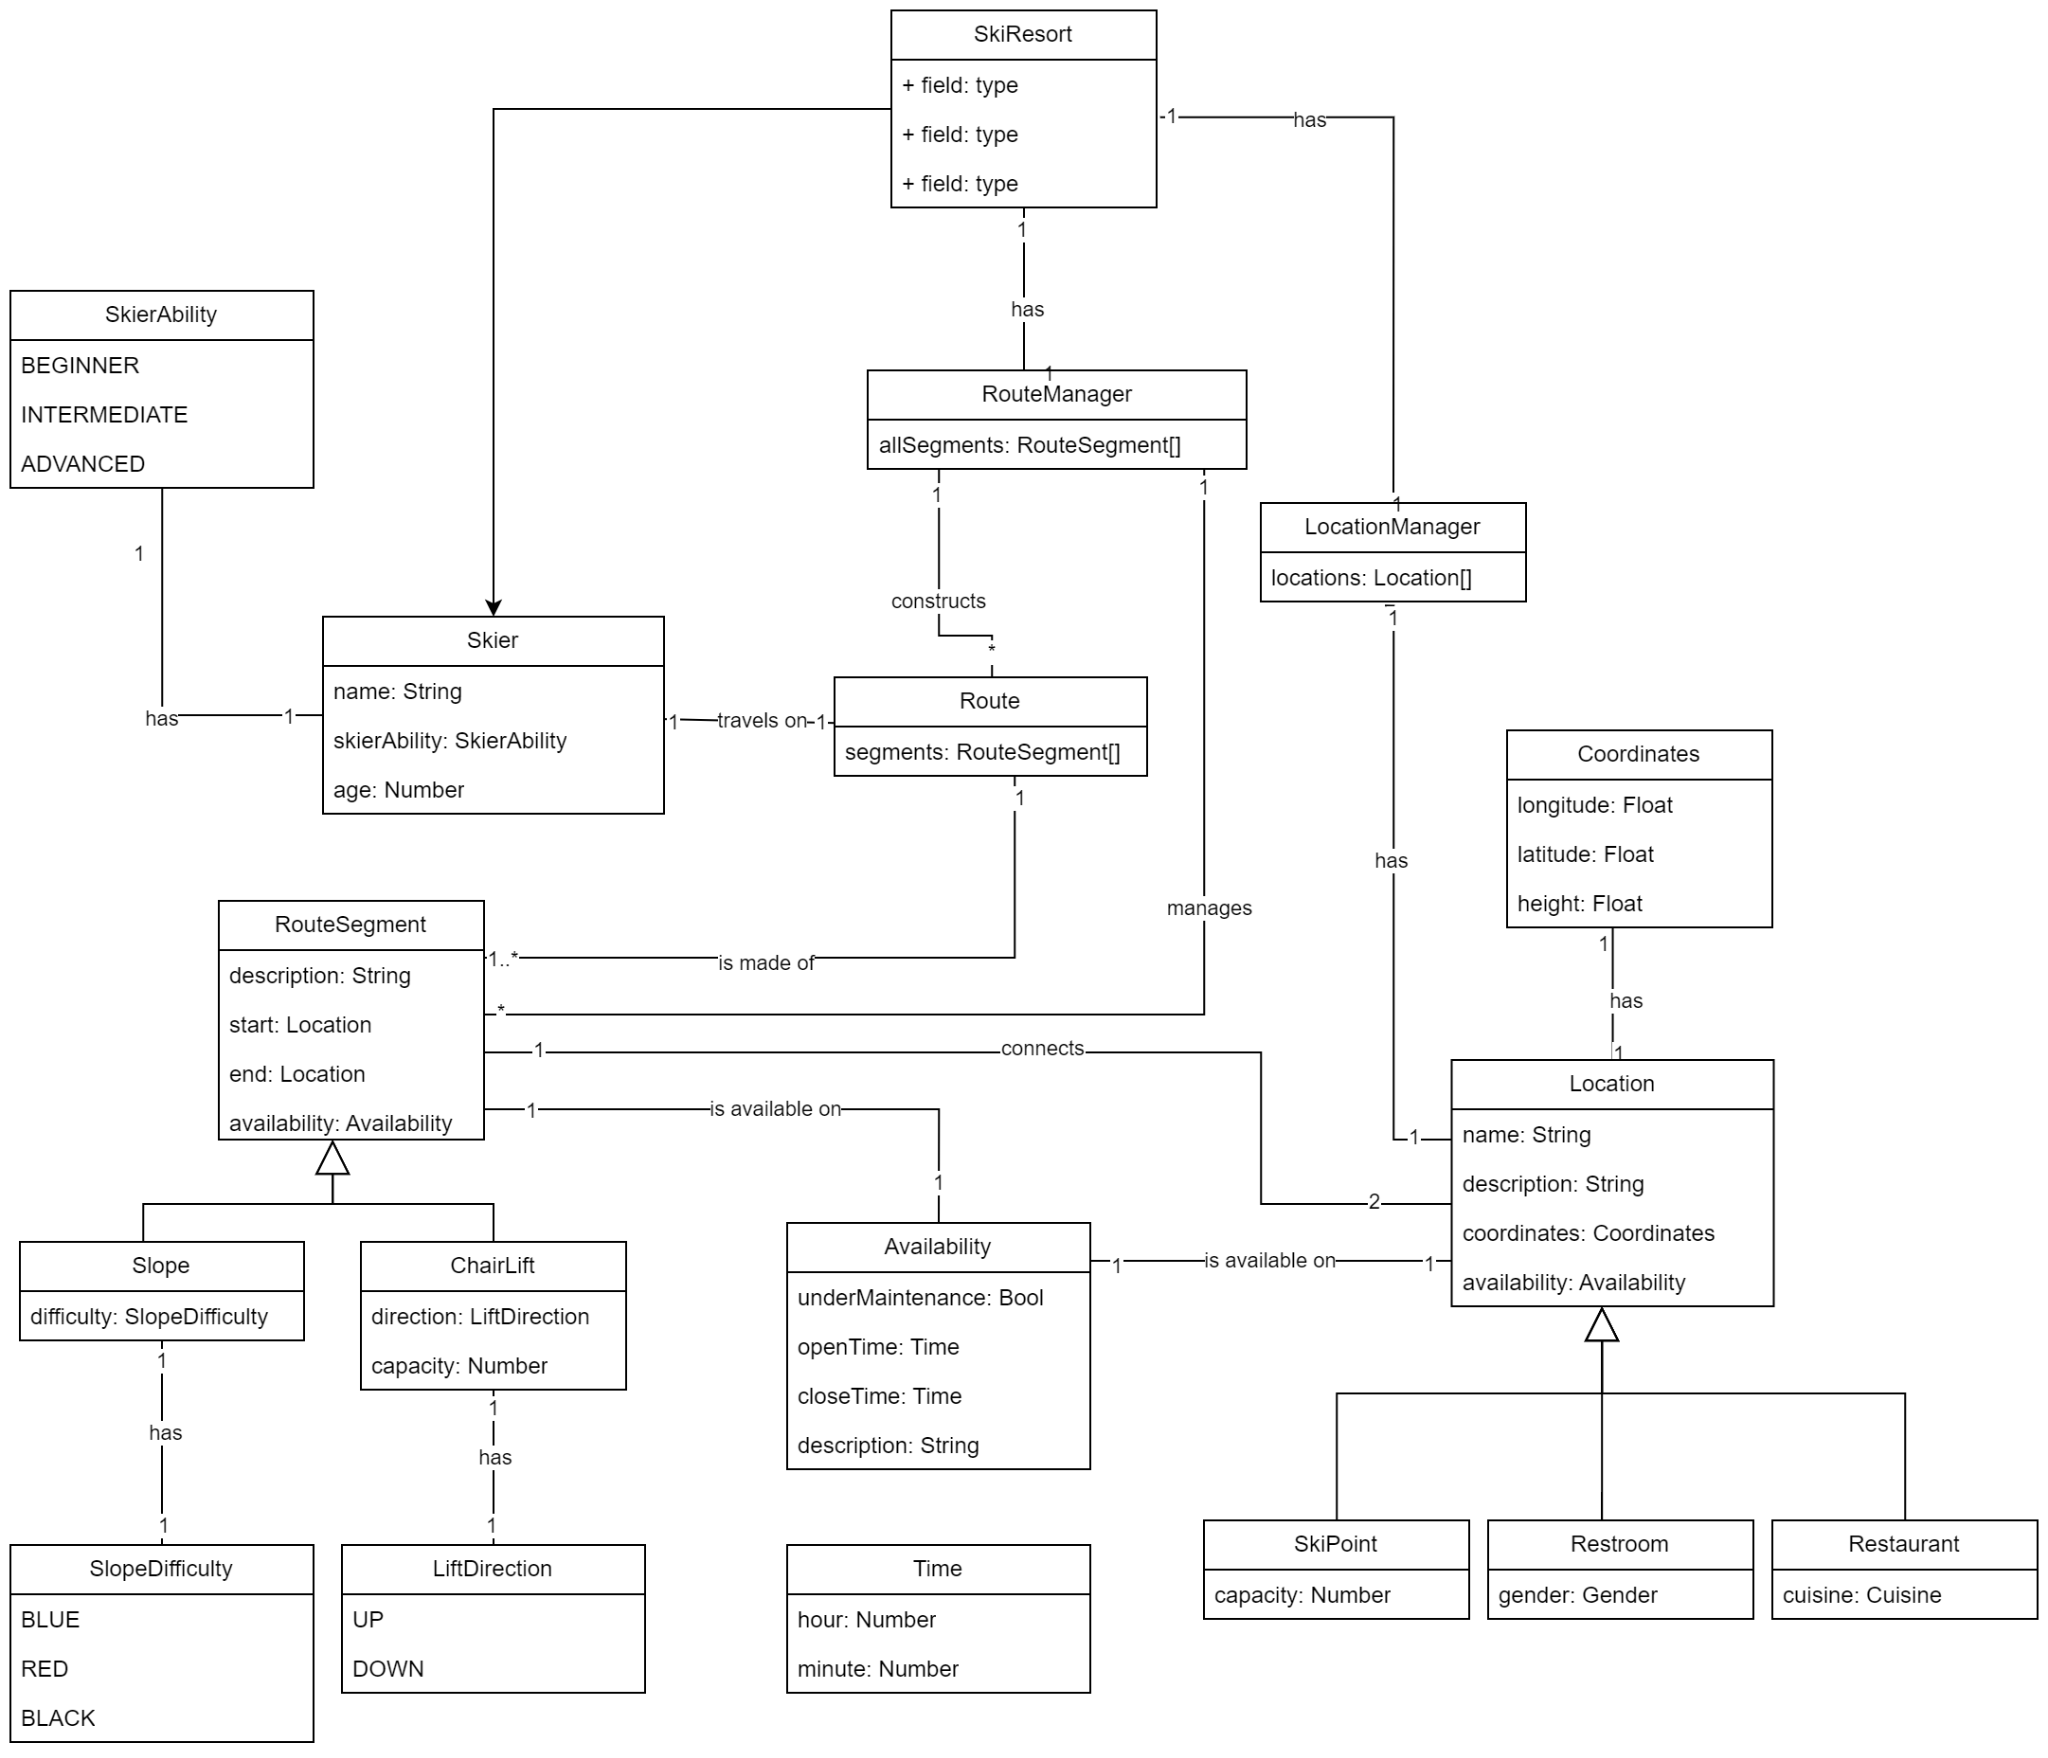 SkiResort
+ field: type
+ field: type
+ field: type
1
has
1
has
1
SkierAbility
BEGINNER
INTERMEDIATE
ADVANCED
1
has
1
RouteManager
allSegments: RouteSegment[]
1
1
constructs
*
1
LocationManager
locations: Location[]
1
Skier
name: String
skierAbility: SkierAbility
age: Number
1
travels on
1
Route
segments: RouteSegment[]
1
has
manages
Coordinates
longitude: Float
latitude: Float
height: Float
1
has
1
RouteSegment
description: String
start: Location
end: Location
availability: Availability
1..*
is made of
*
1
connects
2
1
is available on
1
Location
name: String
description: String
coordinates: Coordinates
availability: Availability
1
Slope
difficulty: SlopeDifficulty
1
has
1
ChairLift
direction: LiftDirection
capacity: Number
1
has
1
Availability
underMaintenance: Bool
openTime: Time
closeTime: Time
description: String
1
is available on
1
SlopeDifficulty
BLUE
RED
BLACK
LiftDirection
UP
DOWN
Time
hour: Number
minute: Number
SkiPoint
capacity: Number
Restroom
gender: Gender
Restaurant
cuisine: Cuisine